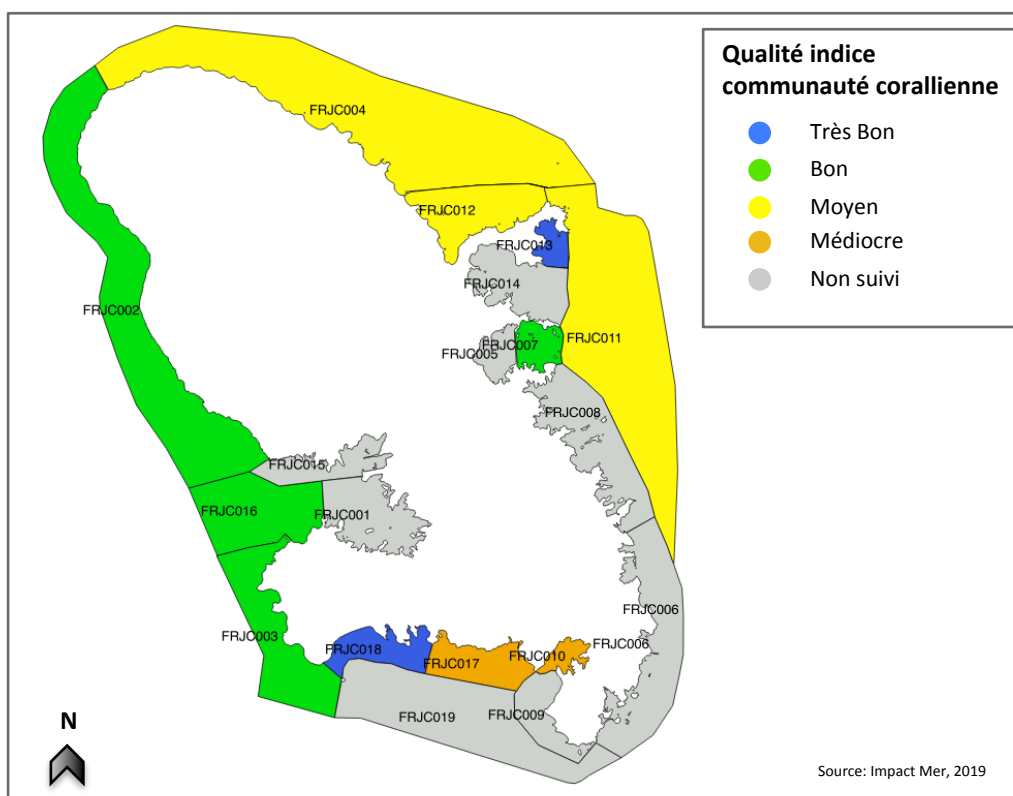 Qualité indice
communauté corallienne
Très Bon
Bon
Moyen
Médiocre
Non suivi
FRJC004
FRJC012
FRJC013
FRJC014
FRJC002
FRJC007
FRJC011
FRJC005
FRJC008
FRJC015
FRJC016
FRJC001
FRJC006
FRJC003
FRJC006
FRJC018
FRJC010
FRJC017
FRJC019
FRJC009
N
Source: Impact Mer, 2019